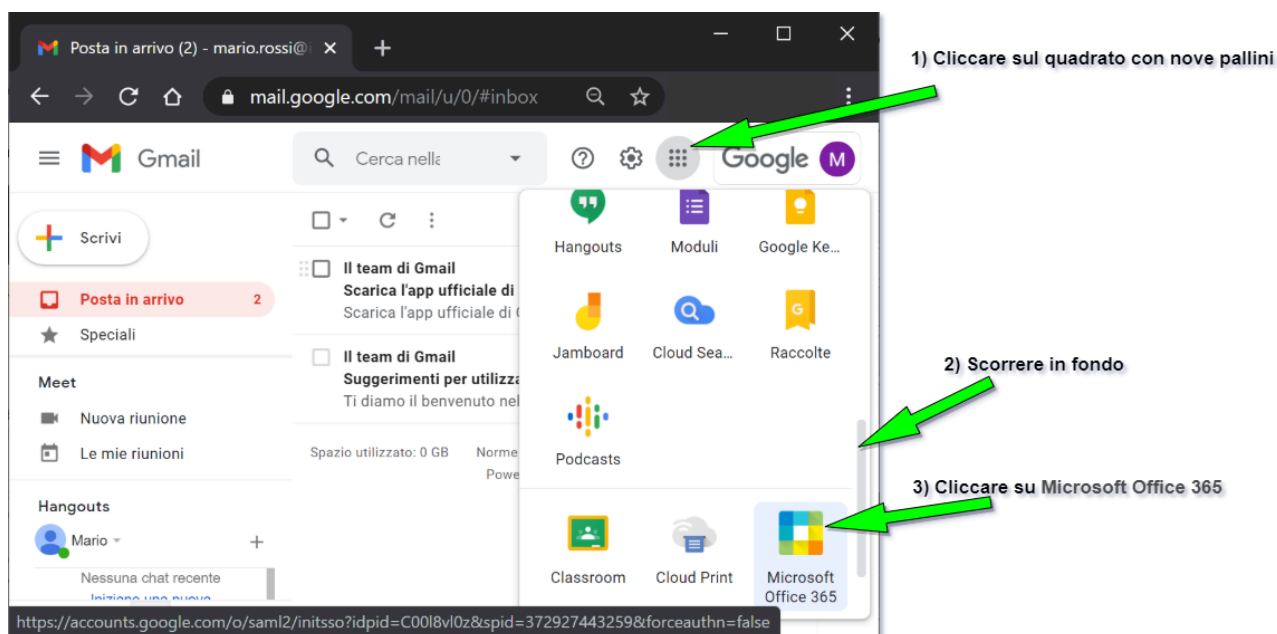 Posta in arrivo (2) - mario.rossi@
1) Cliccare sul quadrato con nove pallini
mail.google.com/mail/u/0/#inbox
Gmail
Cerca nella
Google M
Scrivi
Hangouts
Moduli
Google Ke...
Il team di Gmail
Scarica l'app ufficiale di
Scarica l'app ufficiale di
Posta in arrivo 2
Speciali
Jamboard
Cloud Sea...
Raccolte
Il team di Gmail
Suggerimenti per utilizza
Ti diamo il benvenuto nel
2) Scorrere in fondo
Meet
Nuova riunione
Le mie riunioni
Spazio utilizzato: 0 GB
Norme
Powe
Podcasts
3) Cliccare su Microsoft Office 365
Hangouts
Mario
Nessuna chat recente
Iniziane una nuova
Classroom
Cloud Print
Microsoft
Office 365
https://accounts.google.com/o/saml2/initsso?idpid=C00l8vl0z&spid=372927443259&forceauthn=false